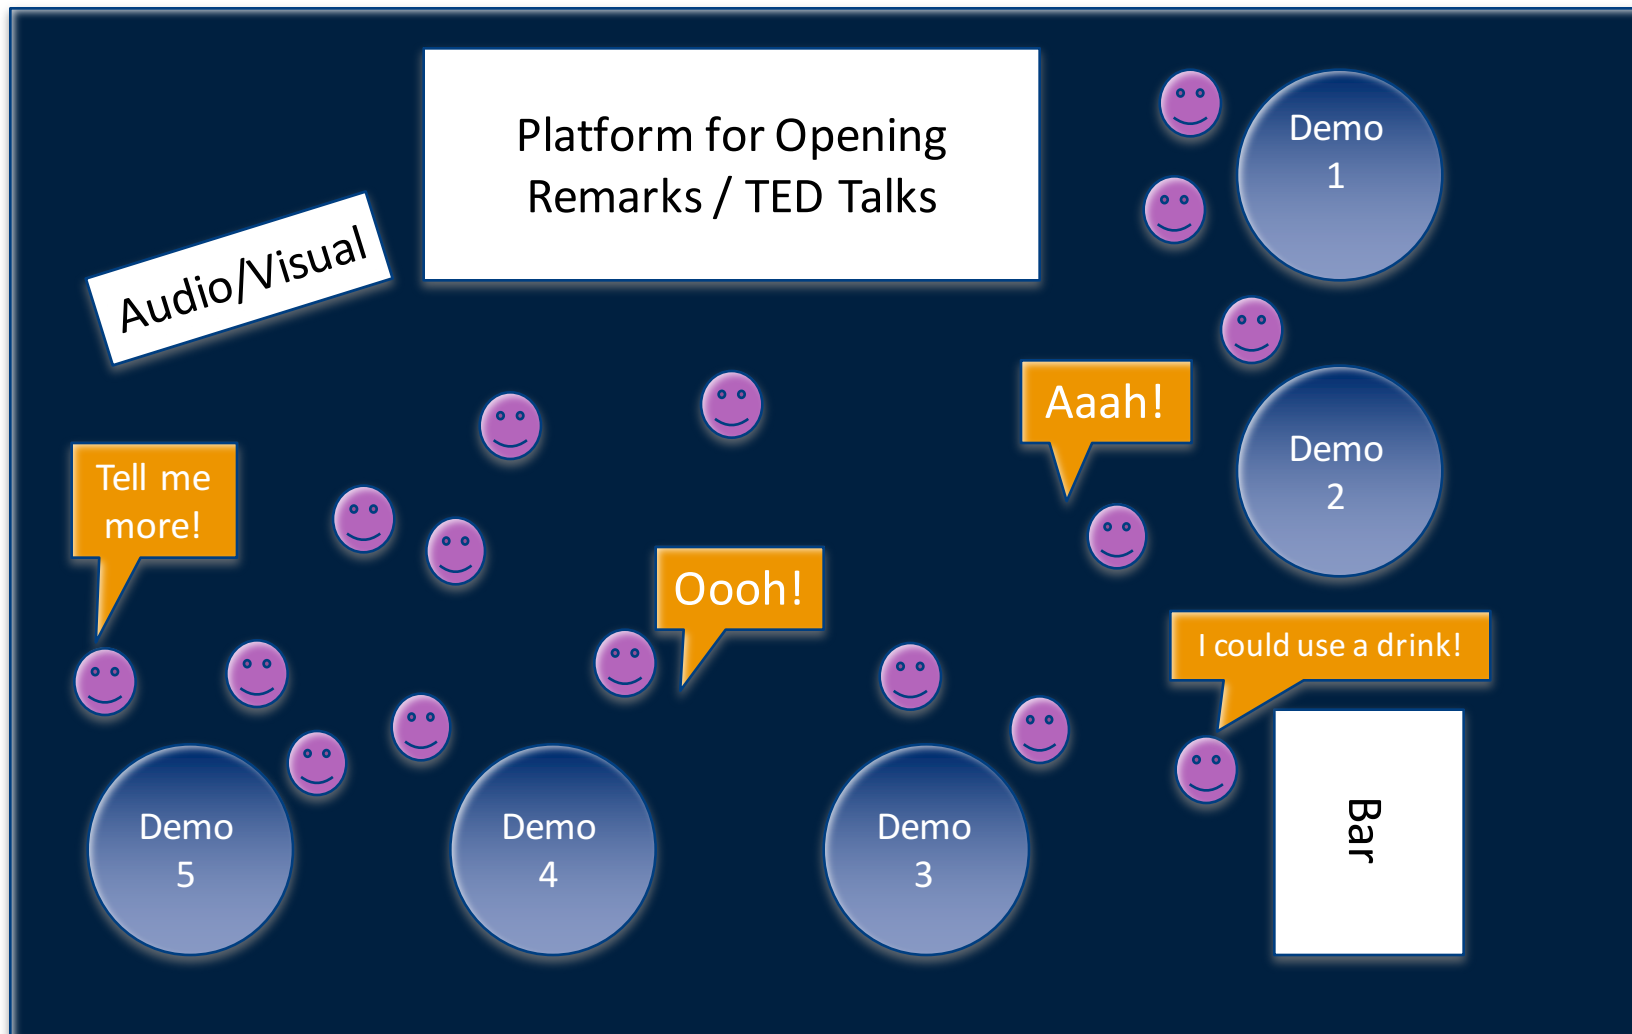 Platform for Opening
Remarks / TED Talks
Demo
1
Audio/Visual
Aaah!
Demo
2
Tell me
more!
Oooh!
I could use a drink!
Demo
5
Demo
4
Demo
3
Bar